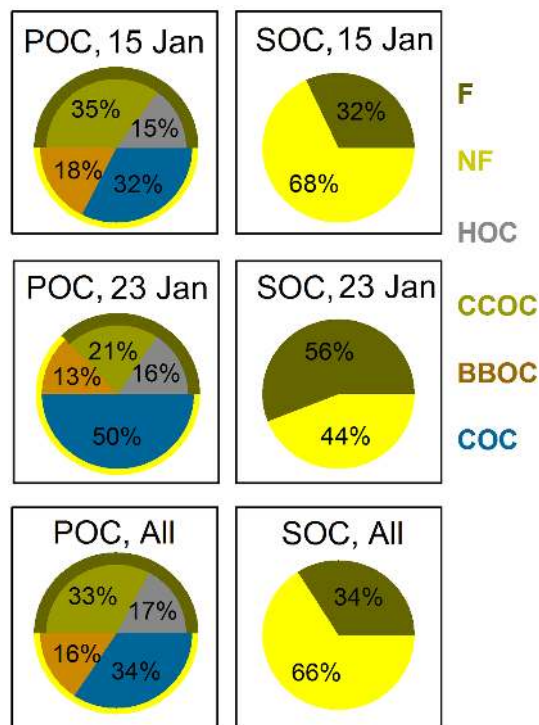 POC, 15 Jan
35%
15%
18%
32%
SOC, 15 Jan
32%
68%
POC, 23 Jan
21%
13%
16%
50%
SOC, 23 Jan
56%
44%
POC, All
33%
17%
16%
34%
SOC, All
34%
66%
F
NF
HOC
CCOC
BBOC
COC